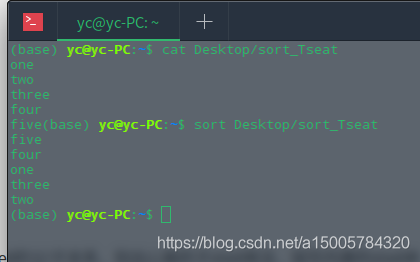 yc@yc-PC: ~
(base) yc@yc-PC:~$ cat Desktop/sort_Tseat
one
two
three
four
five(base) yc@yc-PC:~$ sort Desktop/sort_Tseat
five
four
one
three
two
(base) yc@yc-PC:~$
https://blog.csdn.net/a15005784320